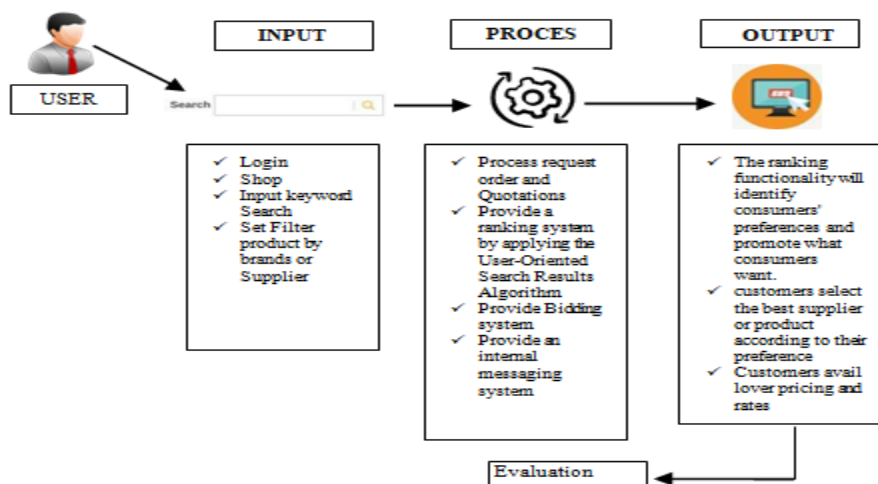 INPUT
PROCES
OUTPUT
USER
Search
Login
Shop
Input keyword
Search
Set Filter
product by
brands or
Supplier
Process request
order and
Quotations
Provide a
ranking system
by applying the
User-Oriented
Search Results
Algorithm
Provide Bidding
system
Provide an
internal
messaging
system
The ranking
functionality will
identify
consumers'
preferences and
promote what
consumers
want.
customers select
the best supplier
or product
according to their
preference
Customers avail
lover pricing and
rates
Evaluation